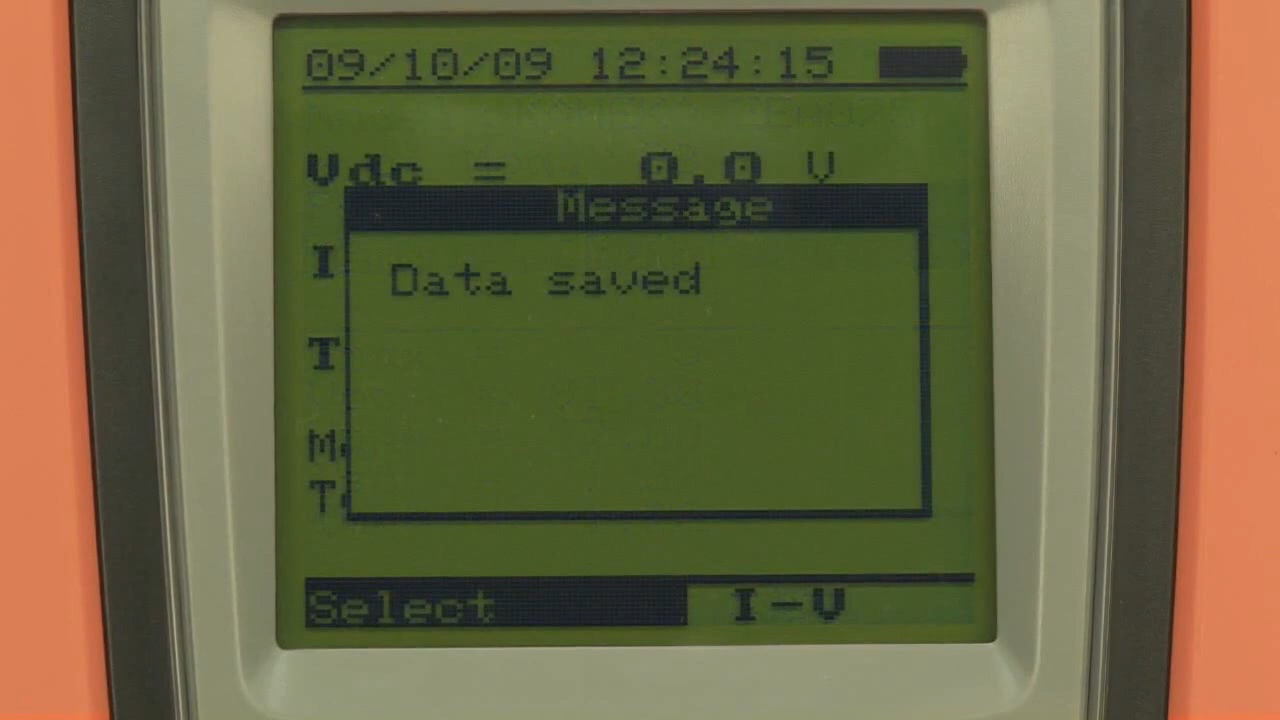 09/10/09 12:24:15
Vdc = 0.0 V
Message
I
Data saved
T
Select I-V